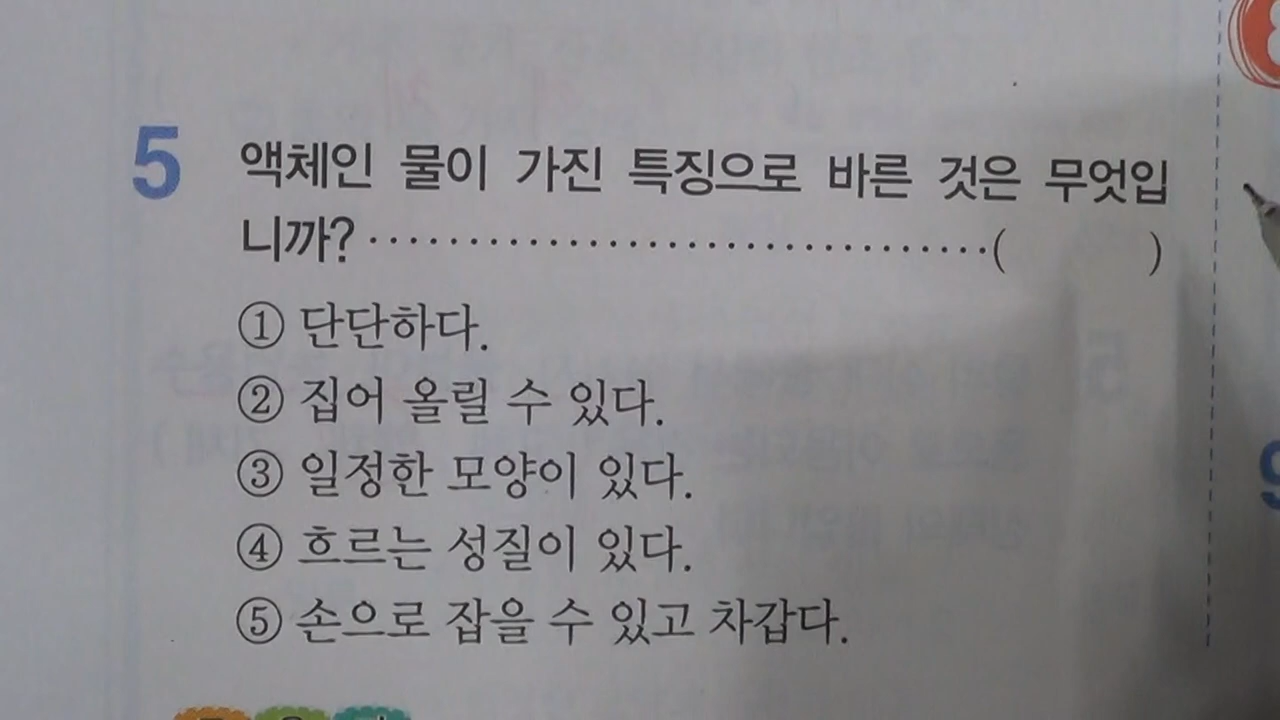 5 액체인 물이 가진 특징으로 바른 것은 무엇입
니까? ·······························( )
① 단단하다.
② 집어 올릴 수 있다.
③ 일정한 모양이 있다.
④ 흐르는 성질이 있다.
⑤ 손으로 잡을 수 있고 차갑다.